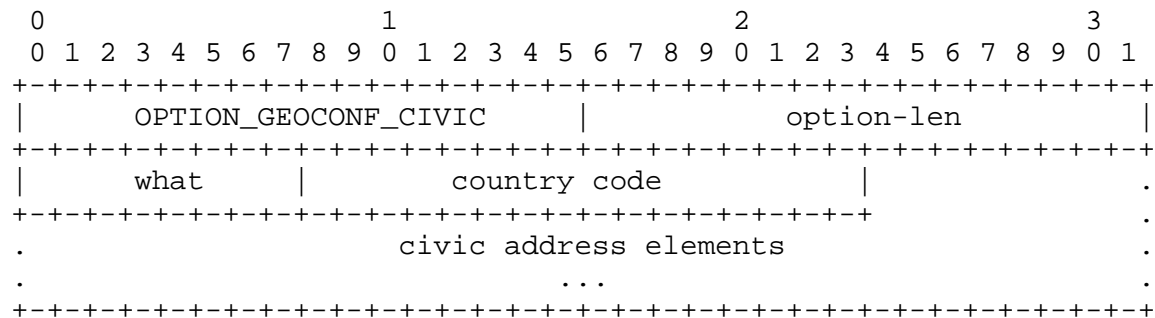 0                   1                   2                   3
 0 1 2 3 4 5 6 7 8 9 0 1 2 3 4 5 6 7 8 9 0 1 2 3 4 5 6 7 8 9 0 1
+-+-+-+-+-+-+-+-+-+-+-+-+-+-+-+-+-+-+-+-+-+-+-+-+-+-+-+-+-+-+-+-+
|      OPTION_GEOCONF_CIVIC     |           option-len          |
+-+-+-+-+-+-+-+-+-+-+-+-+-+-+-+-+-+-+-+-+-+-+-+-+-+-+-+-+-+-+-+-+
|      what     |        country code           |               .
+-+-+-+-+-+-+-+-+-+-+-+-+-+-+-+-+-+-+-+-+-+-+-+-+               .
.                     civic address elements                    .
.                              ...                              .
+-+-+-+-+-+-+-+-+-+-+-+-+-+-+-+-+-+-+-+-+-+-+-+-+-+-+-+-+-+-+-+-+